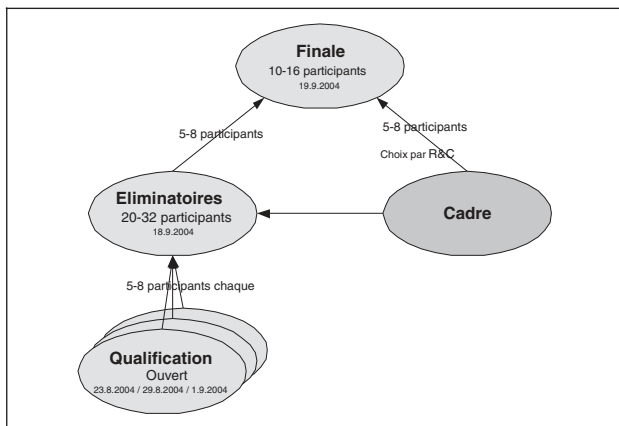 Finale
10-16 participants
19.9.2004
5-8 participants
5-8 participants
Choix par R&C
Eliminatoires
20-32 participants
18.9.2004
Cadre
5-8 participants chaque
Qualification
Ouvert
23.8.2004 / 29.8.2004 / 1.9.2004